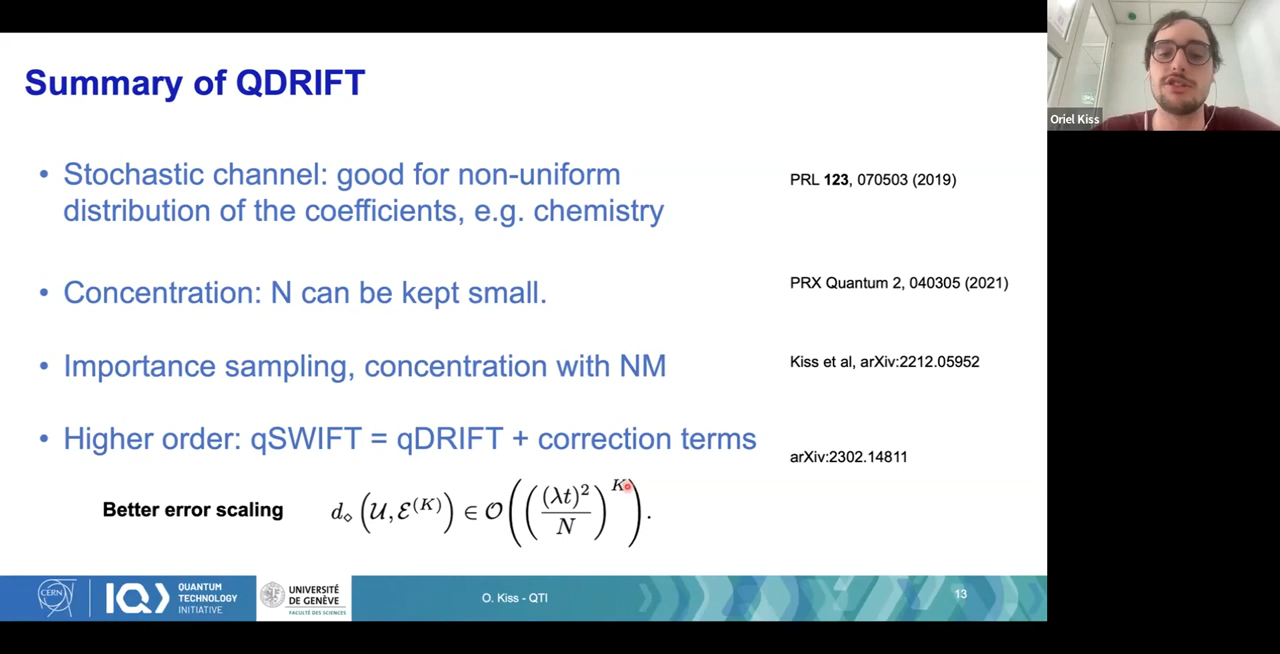 Summary of QDRIFT
• Stochastic channel: good for non-uniform
distribution of the coefficients, e.g. chemistry
PRL 123, 070503 (2019)
• Concentration: N can be kept small.
PRX Quantum 2, 040305 (2021)
• Importance sampling, concentration with NM
Kiss et al, arXiv:2212.05952
• Higher order: qSWIFT = qDRIFT + correction terms
arXiv:2302.14811
Better error scaling
d⋄ (𝒰, ℰ^(K)) ∈ 𝒪(((λt)²/N)^K).
CERN
QUANTUM
TECHNOLOGY
INITIATIVE
UNIVERSITÉ
DE GENÈVE
FACULTÉ DES SCIENCES
O. Kiss - QTI
13
Oriel Kiss